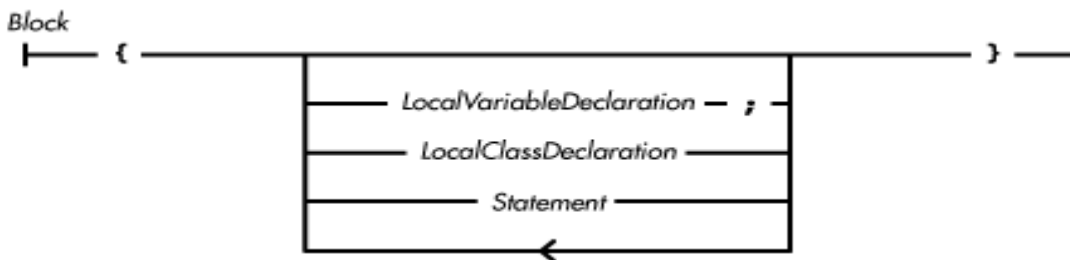 Block
{ }
LocalVariableDeclaration ;
LocalClassDeclaration
Statement